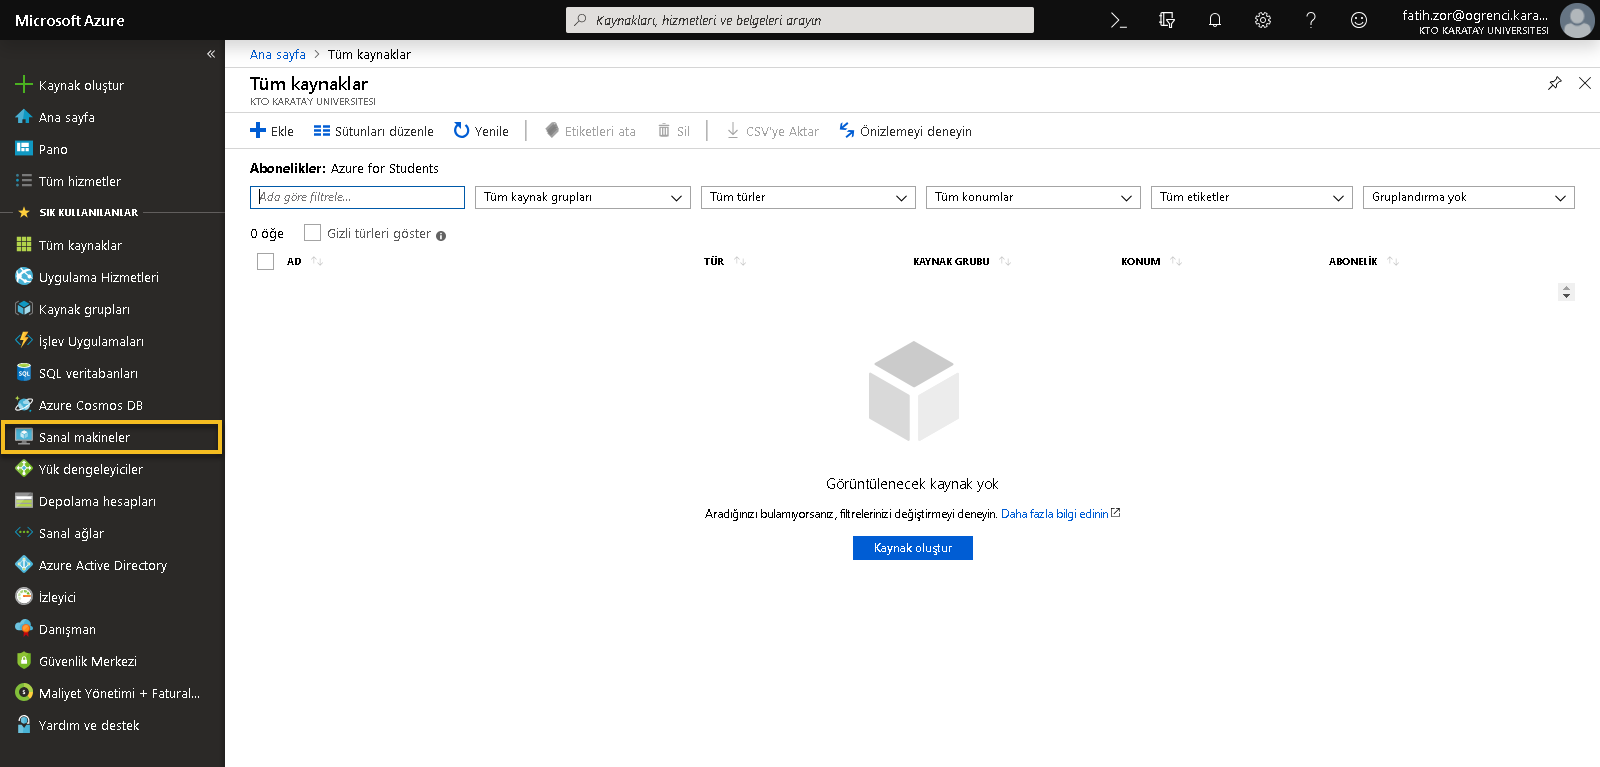 Microsoft Azure
Kaynakları, hizmetleri ve belgeleri arayın
fatih.zor@ogrenci.kara...
KTO KARATAY UNIVERSITESI
«
Kaynak oluştur
Ana sayfa
Pano
Tüm hizmetler
SIK KULLANILANLAR
Tüm kaynaklar
Uygulama Hizmetleri
Kaynak grupları
İşlev Uygulamaları
SQL veritabanları
Azure Cosmos DB
Sanal makineler
Yük dengeleyiciler
Depolama hesapları
Sanal ağlar
Azure Active Directory
İzleyici
Danışman
Güvenlik Merkezi
Maliyet Yönetimi + Fatural...
Yardım ve destek
Ana sayfa > Tüm kaynaklar
Tüm kaynaklar
KTO KARATAY UNIVERSITESI
Ekle Sütunları düzenle Yenile Etiketleri ata Sil CSV'ye Aktar Önizlemeyi deneyin
Abonelikler: Azure for Students
Ada göre filtrele... Tüm kaynak grupları Tüm türler Tüm konumlar Tüm etiketler Gruplandırma yok
0 öğe Gizli türleri göster
AD TÜR KAYNAK GRUBU KONUM ABONELİK
Görüntülenecek kaynak yok
Aradığınızı bulamıyorsanız, filtrelerinizi değiştirmeyi deneyin. Daha fazla bilgi edinin
Kaynak oluştur